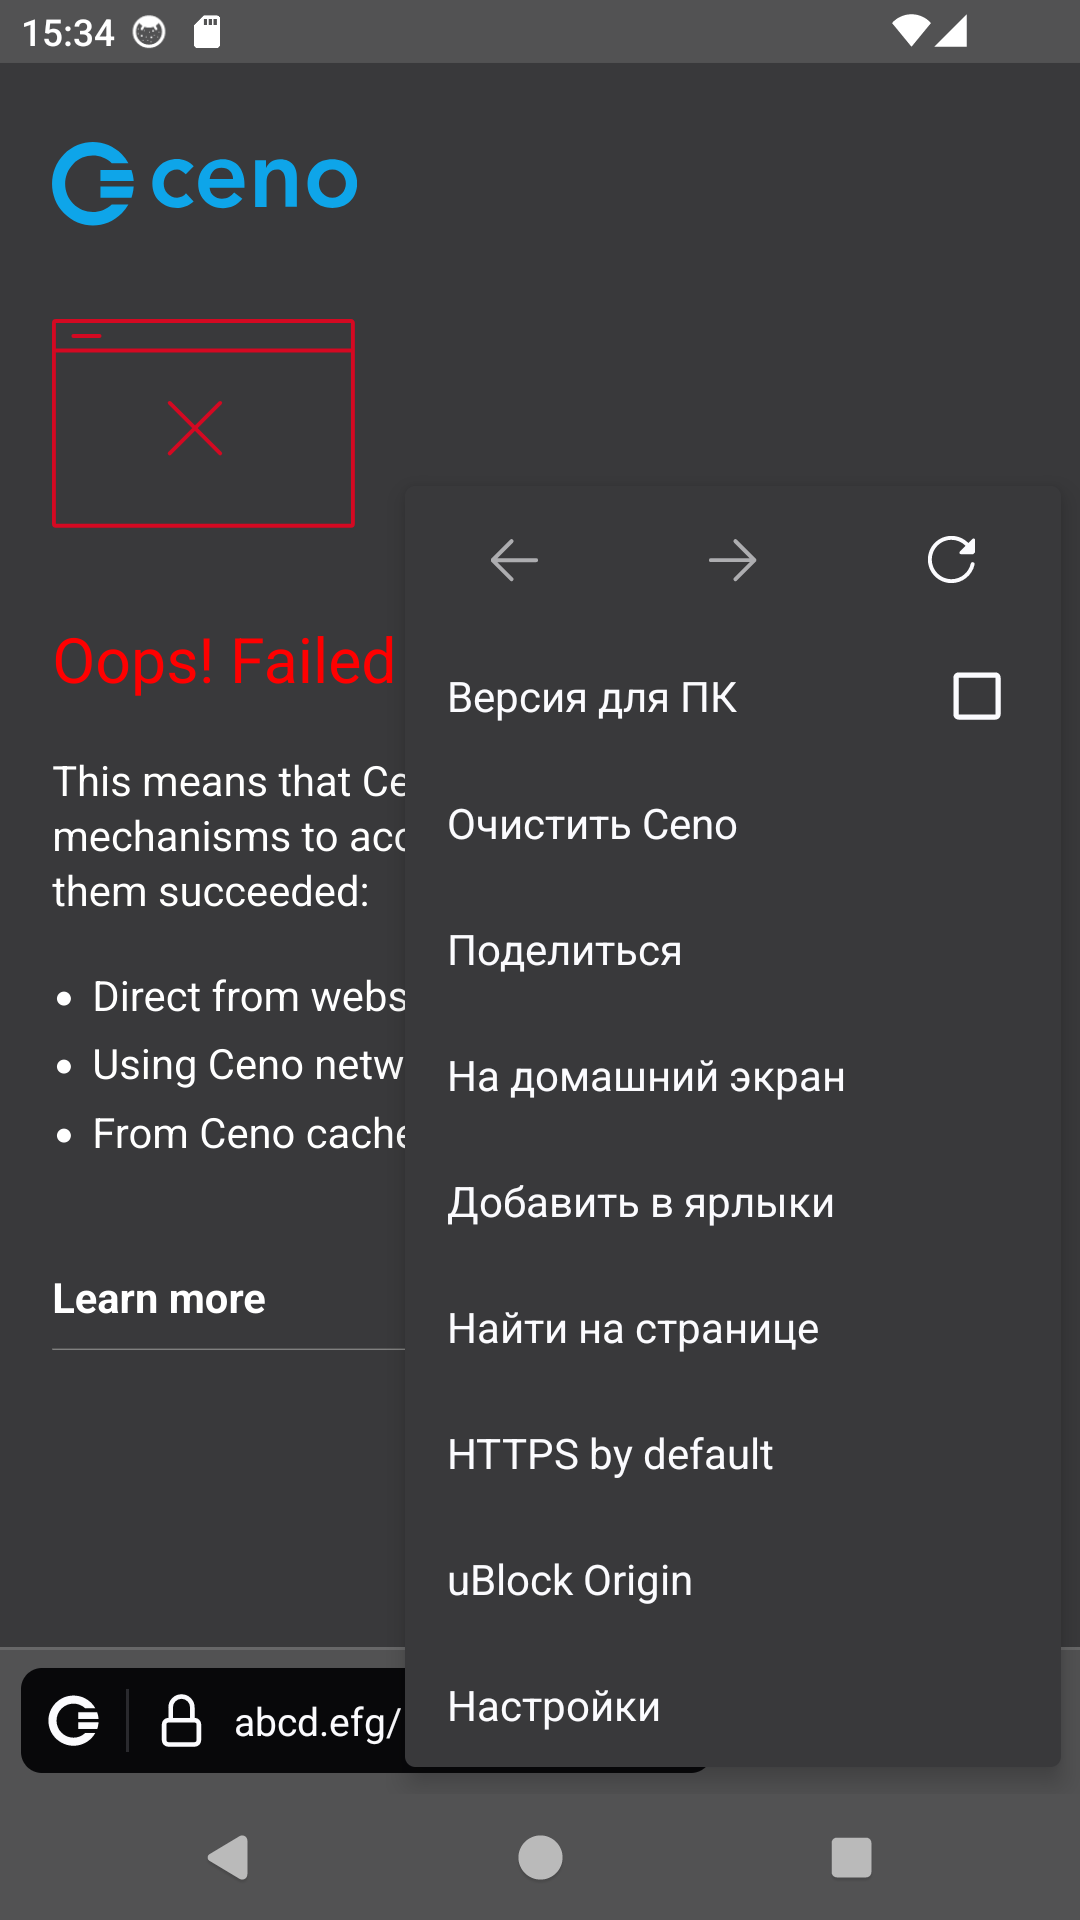 15:34
ceno
Oops! Failed
This means that Ce
mechanisms to acc
them succeeded:
Direct from webs
Using Ceno netw
From Ceno cache
Learn more
Версия для ПК
Очистить Ceno
Поделиться
На домашний экран
Добавить в ярлыки
Найти на странице
HTTPS by default
uBlock Origin
Настройки
abcd.efg/